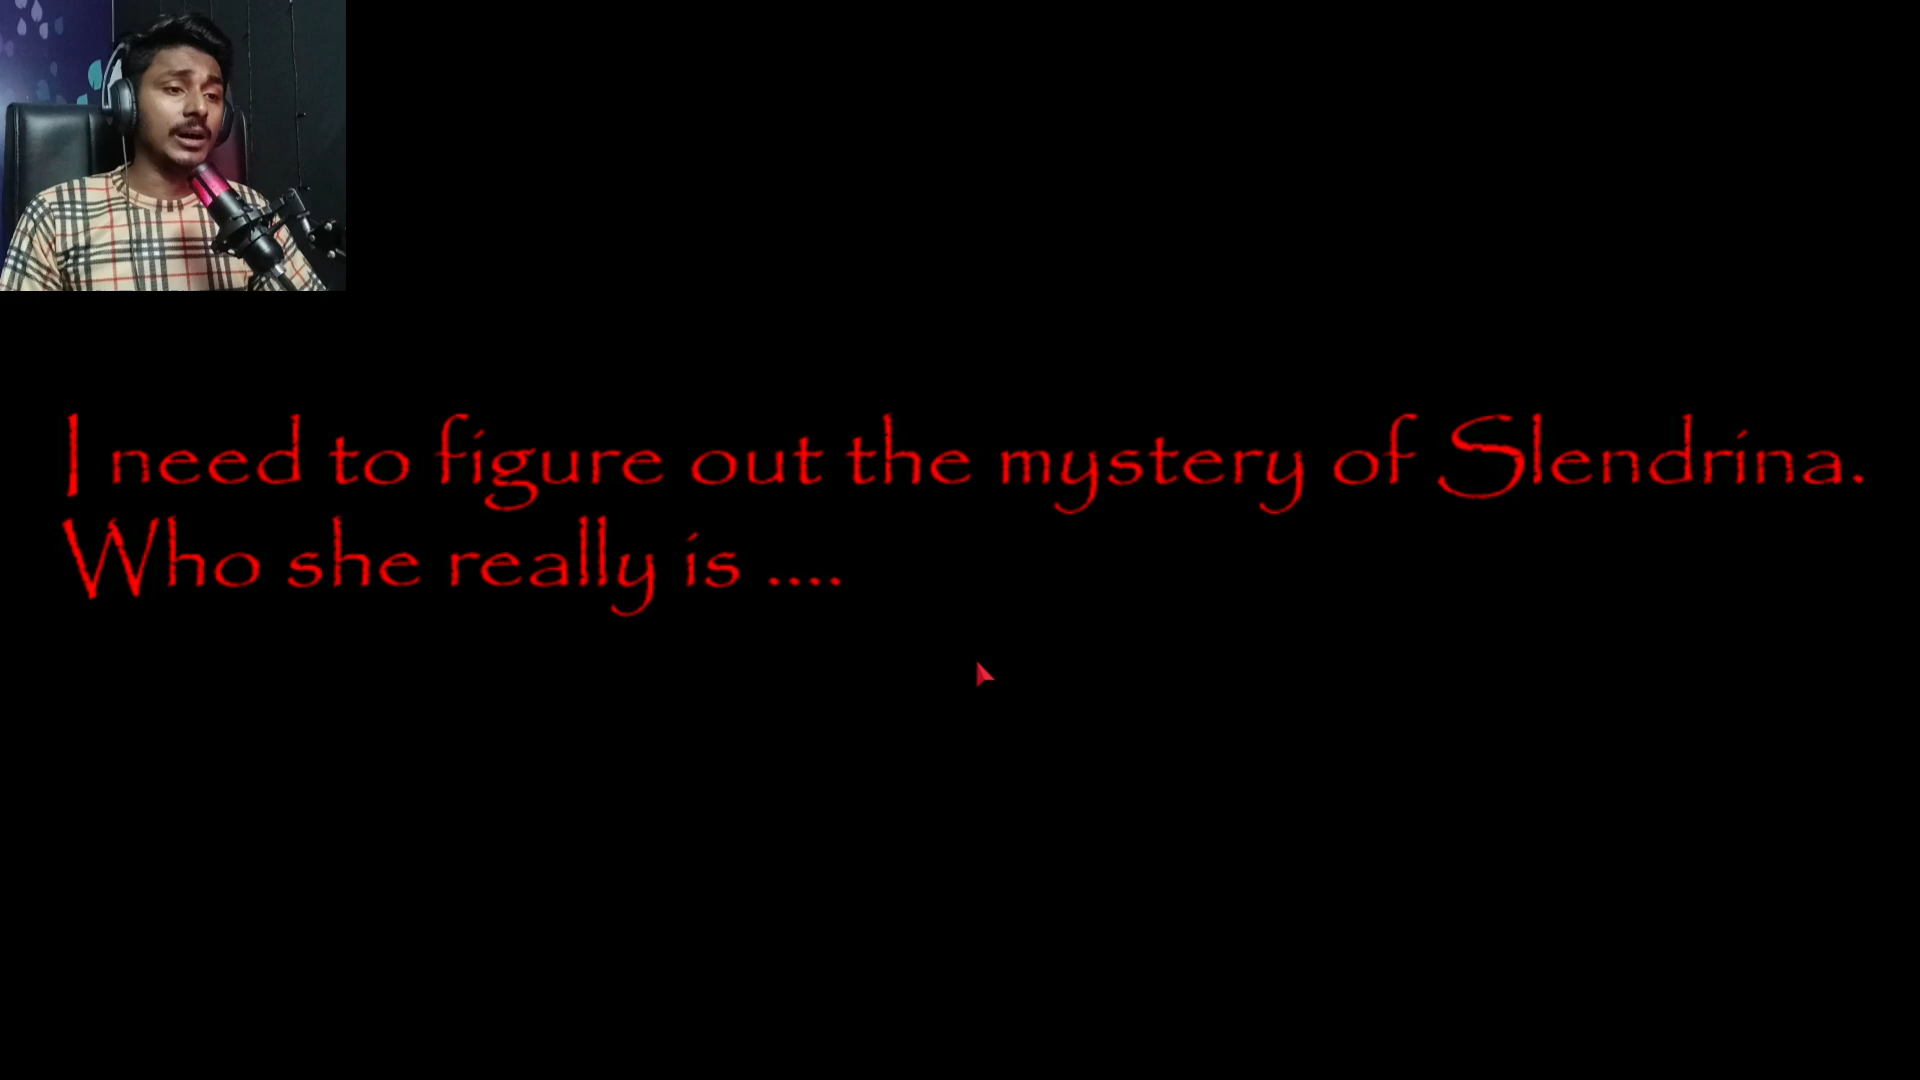 I need to figure out the mystery of Slendrina.
Who she really is ....